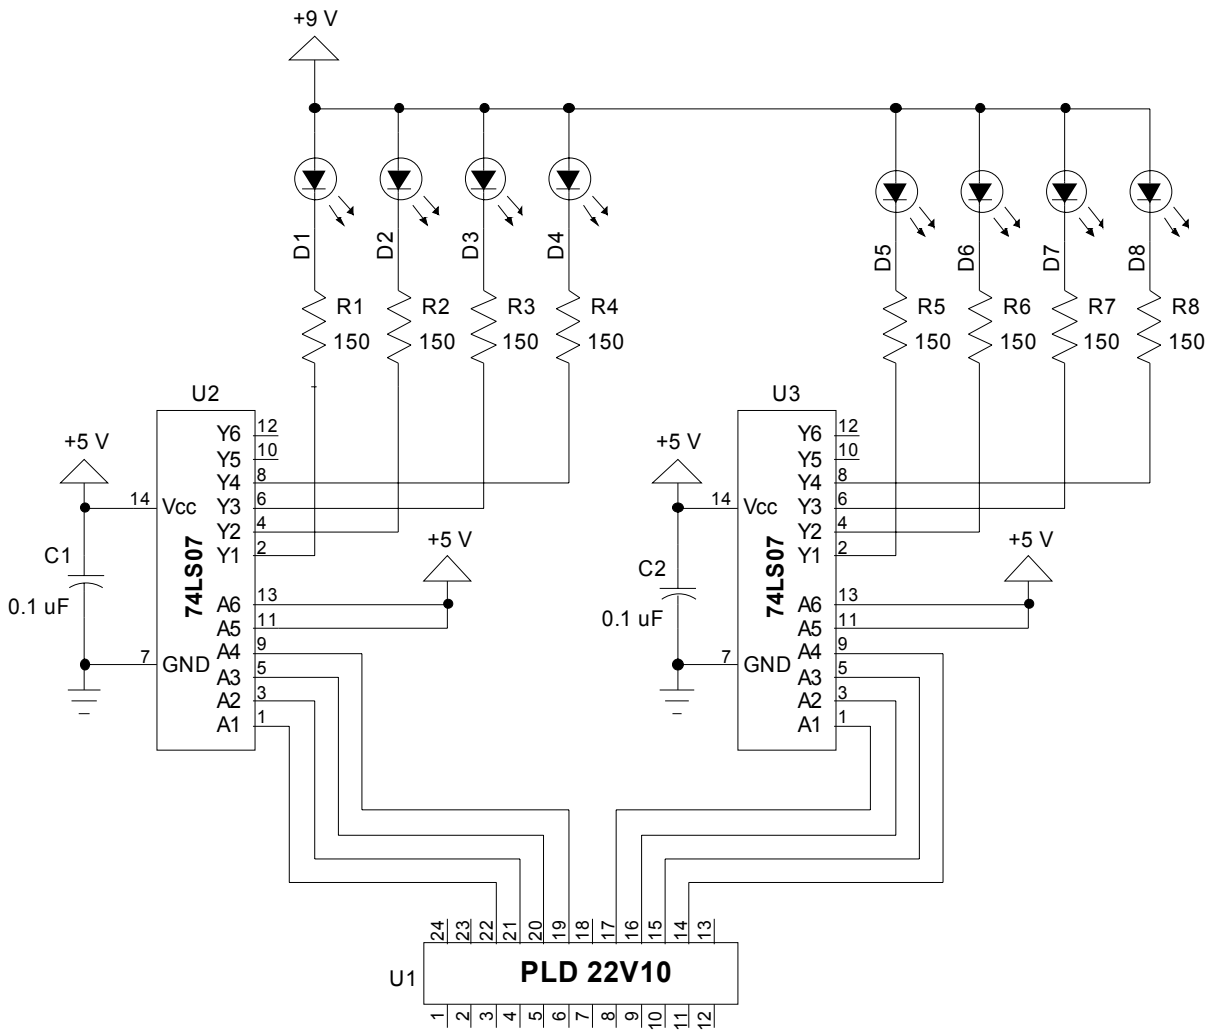 +9 V
D1
D2
D3
D4
D5
D6
D7
D8
R1
150
R2
150
R3
150
R4
150
R5
150
R6
150
R7
150
R8
150
U2
+5 V
14
Vcc
C1
0.1 uF
7
GND
74LS07
Y6
12
Y5
10
Y4
8
Y3
6
Y2
4
Y1
2
A6
13
A5
11
A4
9
A3
5
A2
3
A1
1
+5 V
U3
+5 V
14
Vcc
C2
0.1 uF
7
GND
74LS07
Y6
12
Y5
10
Y4
8
Y3
6
Y2
4
Y1
2
A6
13
A5
11
A4
9
A3
5
A2
3
A1
1
+5 V
24 23 22 21 20 19 18 17 16 15 14 13
U1
PLD 22V10
1 2 3 4 5 6 7 8 9 10 11 12